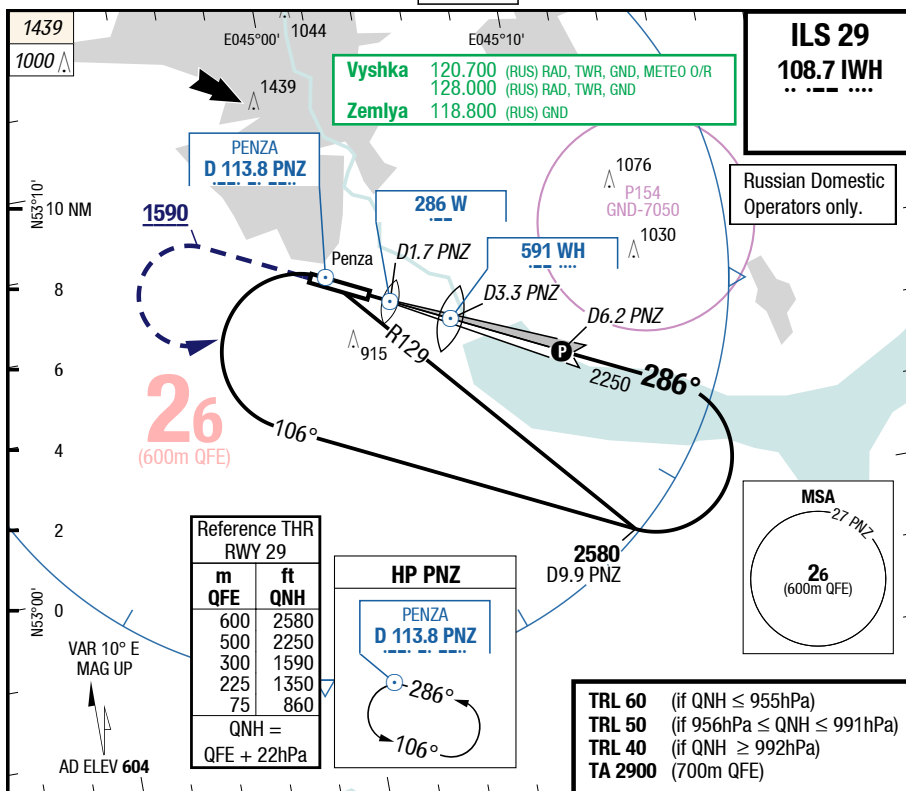 1439
1000
1044
E045°00'
E045°10'
1439
Vyshka 120.700 (RUS) RAD, TWR, GND, METEO O/R
128.000 (RUS) RAD, TWR, GND
Zemlya 118.800 (RUS) GND
ILS 29
108.7 IWH
Russian Domestic
Operators only.
PENZA
D 113.8 PNZ
286 W
591 WH
1076
P154
GND-7050
1030
N53°10'
10 NM
8
6
4
2
0
N53°00'
1590
Penza
D1.7 PNZ
D3.3 PNZ
D6.2 PNZ
P
915
R129
2250
286°
106°
26
(600m QFE)
2580
D9.9 PNZ
MSA
27 PNZ
26
(600m QFE)
Reference THR
RWY 29
m ft
QFE QNH
600 2580
500 2250
300 1590
225 1350
75 860
QNH =
QFE + 22hPa
HP PNZ
PENZA
D 113.8 PNZ
286°
106°
VAR 10° E
MAG UP
AD ELEV 604
TRL 60 (if QNH ≤ 955hPa)
TRL 50 (if 956hPa ≤ QNH ≤ 991hPa)
TRL 40 (if QNH ≥ 992hPa)
TA 2900 (700m QFE)